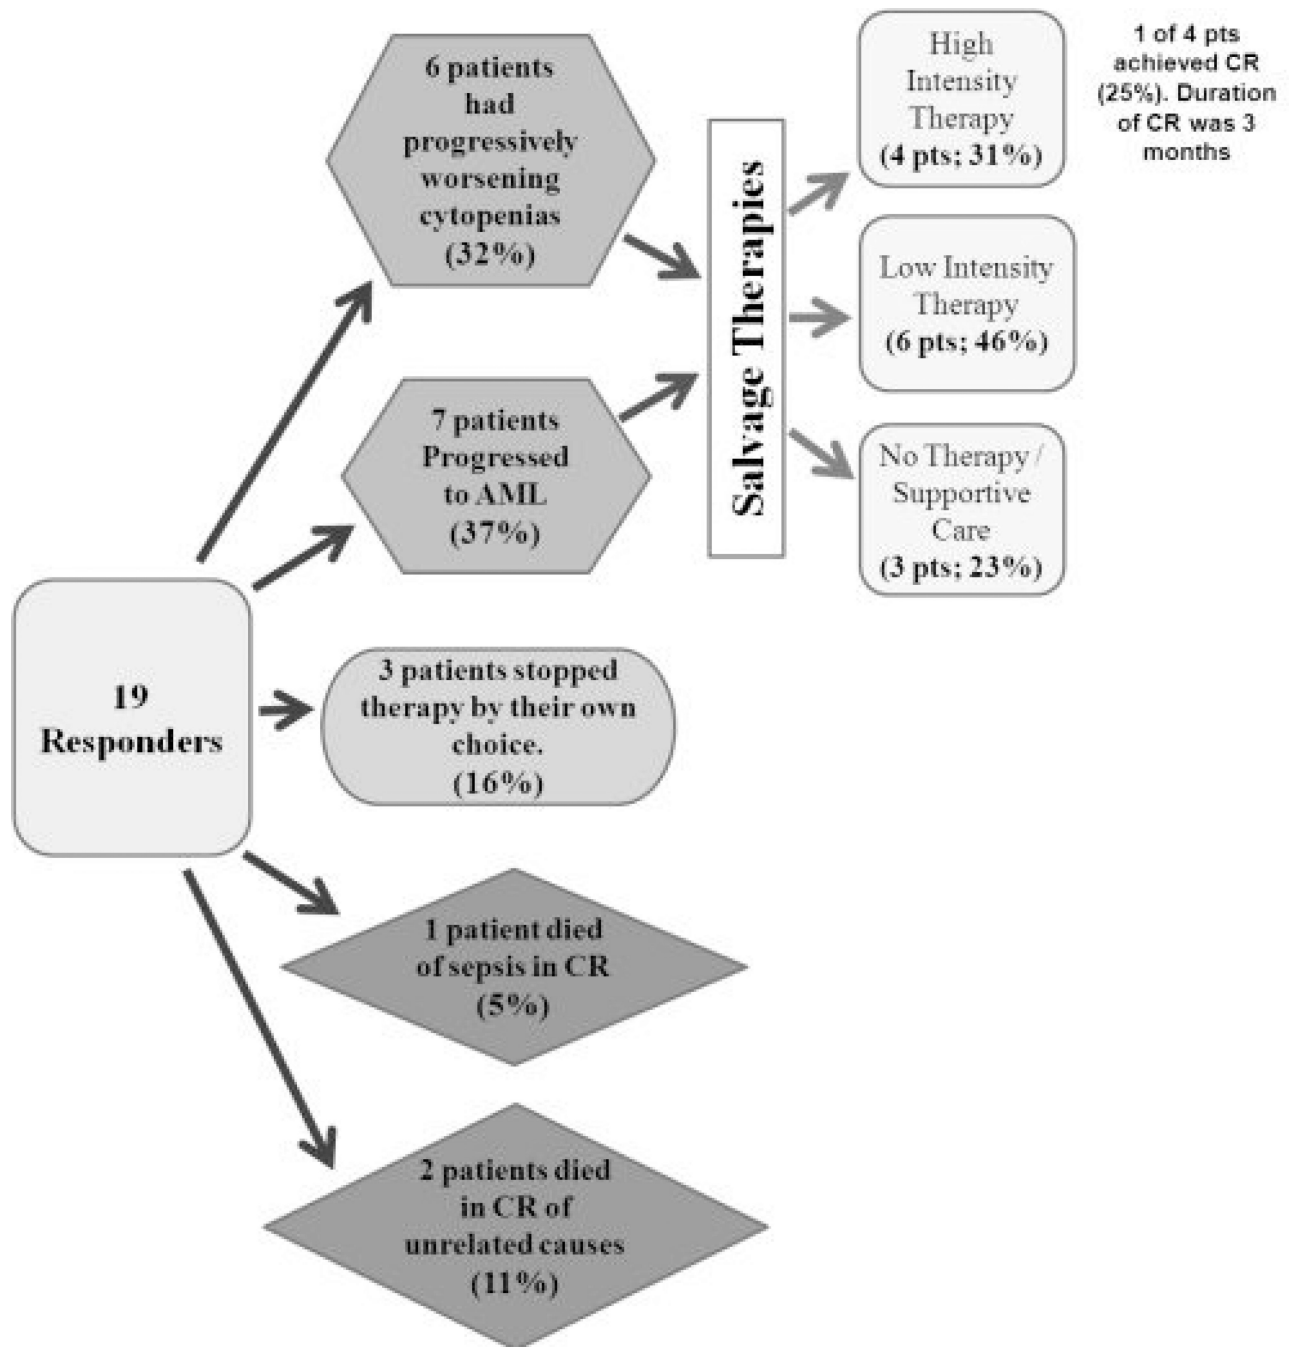 19
Responders
6 patients
had
progressively
worsening
cytopenias
(32%)
7 patients
Progressed
to AML
(37%)
3 patients stopped
therapy by their own
choice.
(16%)
1 patient died
of sepsis in CR
(5%)
2 patients died
in CR of
unrelated causes
(11%)
Salvage Therapies
High
Intensity
Therapy
(4 pts; 31%)
1 of 4 pts
achieved CR
(25%). Duration
of CR was 3
months
Low Intensity
Therapy
(6 pts; 46%)
No Therapy /
Supportive
Care
(3 pts; 23%)